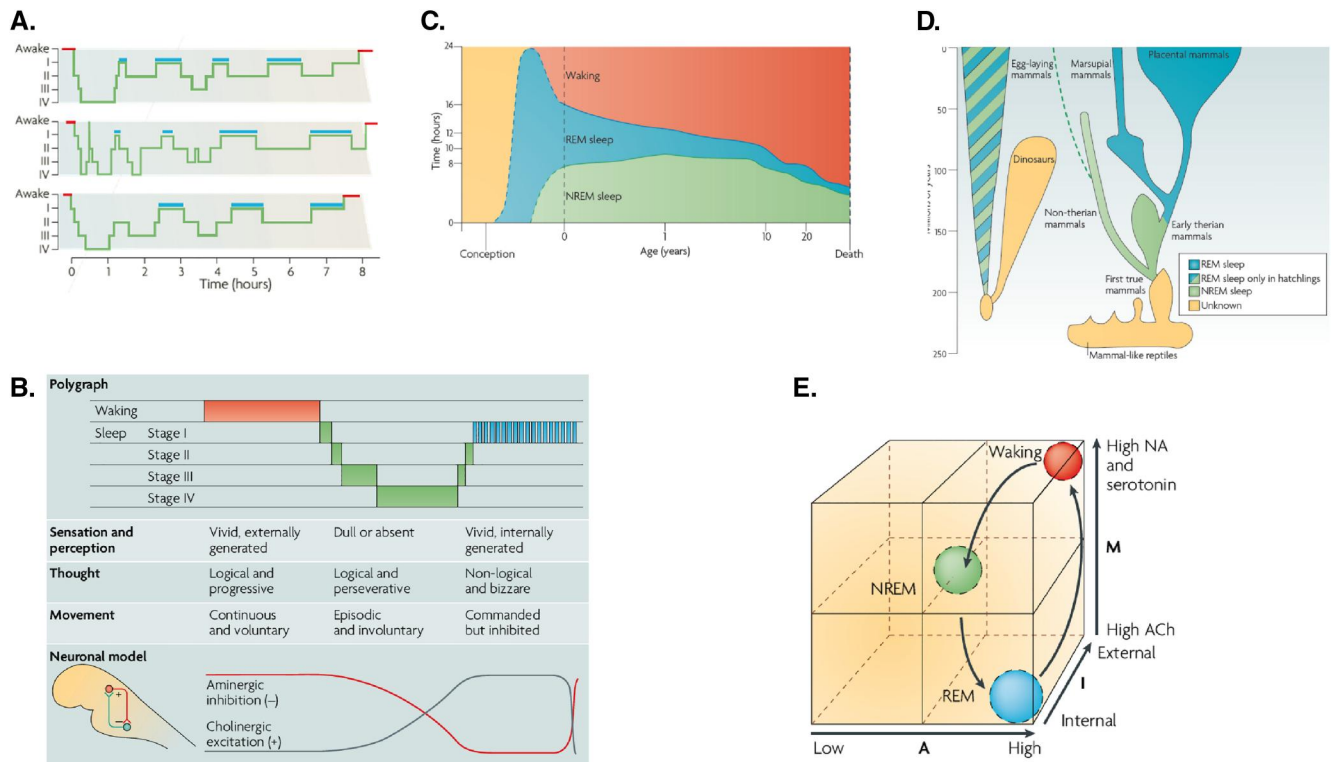 A.
Awake
I
II
III
IV
Awake
I
II
III
IV
Awake
I
II
III
IV
0 1 2 3 4 5 6 7 8
Time (hours)
B.
Polygraph
Waking
Sleep Stage I
Stage II
Stage III
Stage IV
Sensation and perception
Vivid, externally generated
Dull or absent
Vivid, internally generated
Thought
Logical and progressive
Logical and perseverative
Non-logical and bizzare
Movement
Continuous and voluntary
Episodic and involuntary
Commanded but inhibited
Neuronal model
+
–
Aminergic
inhibition (–)
Cholinergic
excitation (+)
C.
24
16
12
10
8
0
Time (hours)
Waking
REM sleep
NREM sleep
0 1 10 20
Conception
Age (years)
Death
D.
0
50
100
150
200
250
years
Egg-laying
mammals
Marsupial
mammals
Placental mammals
Dinosaurs
Non-therian
mammals
Early therian
mammals
First true
mammals
Mammal-like reptiles
REM sleep
REM sleep only in hatchlings
NREM sleep
Unknown
E.
Waking
High NA
and
serotonin
M
NREM
High ACh
External
REM
I
Internal
Low A High